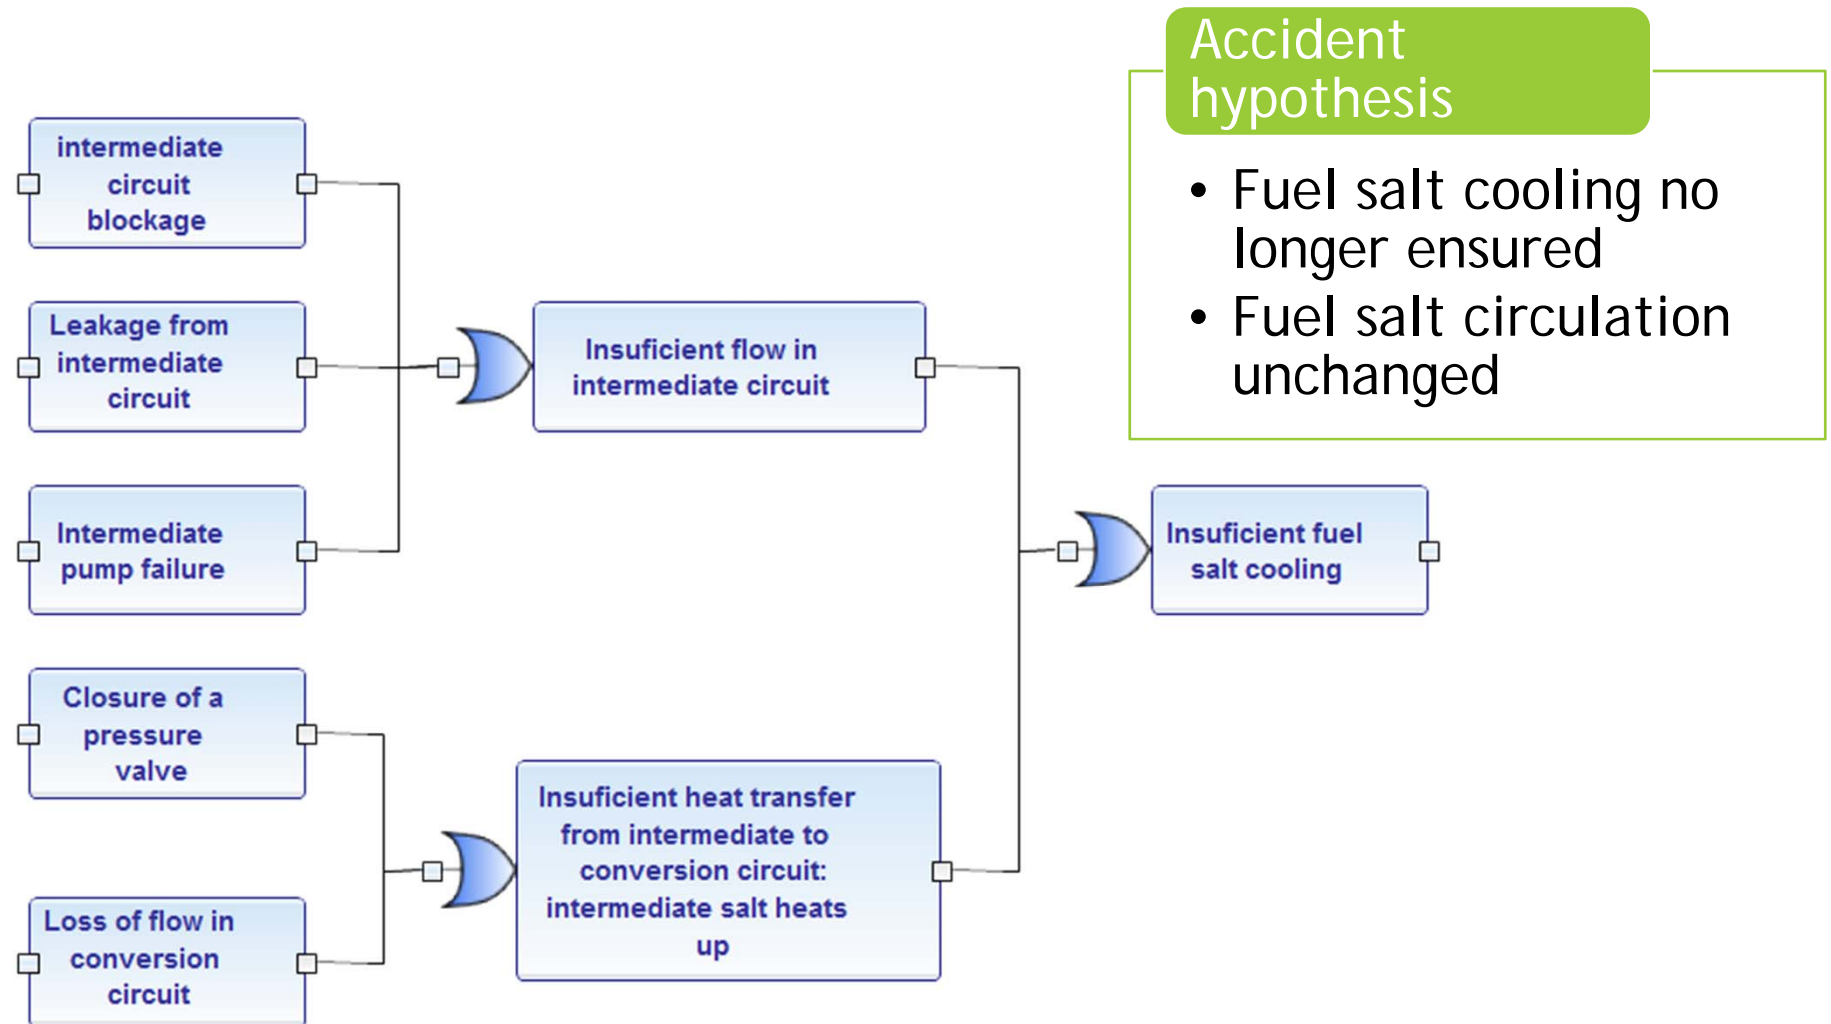 Accident
hypothesis
• Fuel salt cooling no
longer ensured
• Fuel salt circulation
unchanged
intermediate
circuit
blockage
Leakage from
intermediate
circuit
Insuficient flow in
intermediate circuit
Intermediate
pump failure
Insuficient fuel
salt cooling
Closure of a
pressure
valve
Insuficient heat transfer
from intermediate to
conversion circuit:
intermediate salt heats
up
Loss of flow in
conversion
circuit